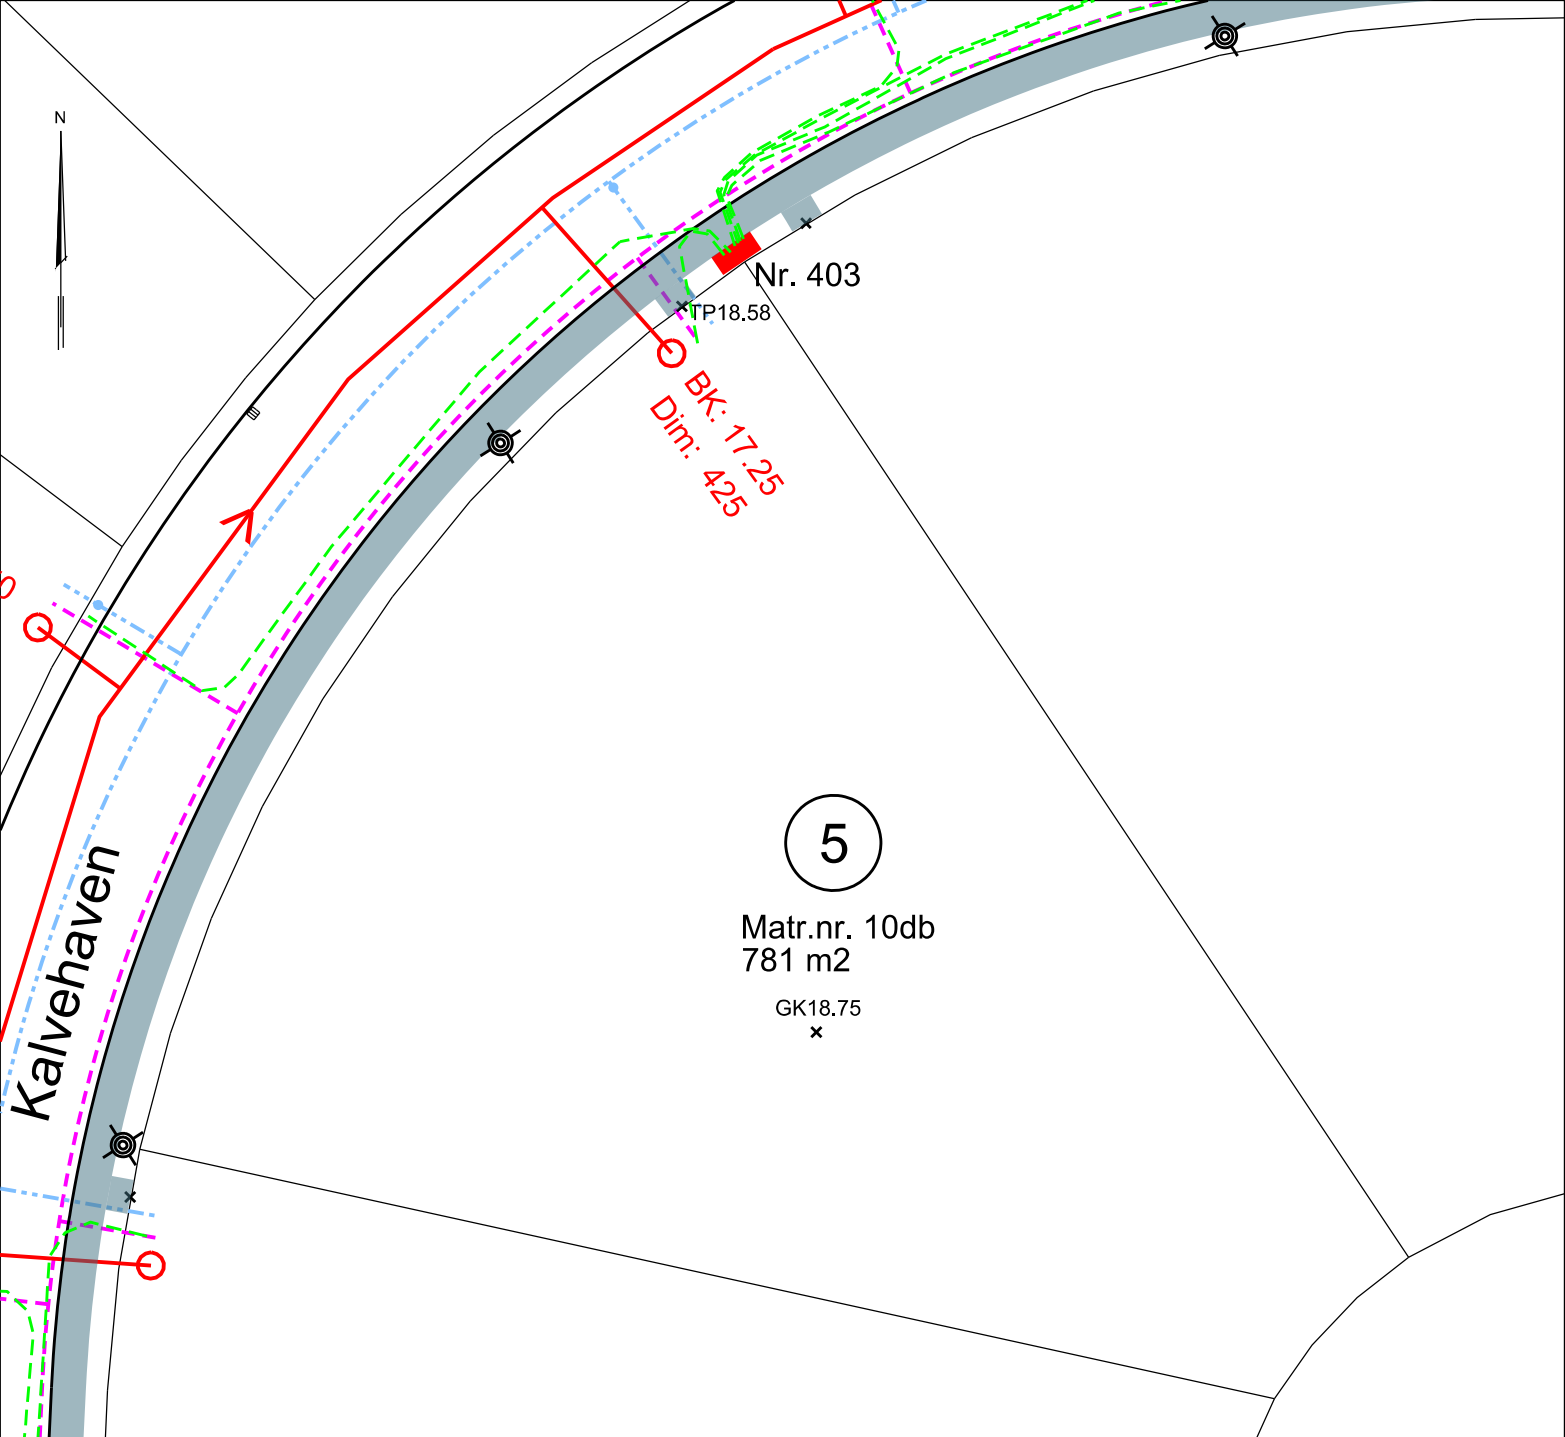 N
Nr. 403
TP18.58
BK: 17.25
Dim: 425
5
Matr.nr. 10db
781 m2
GK18.75
Kalvehaven